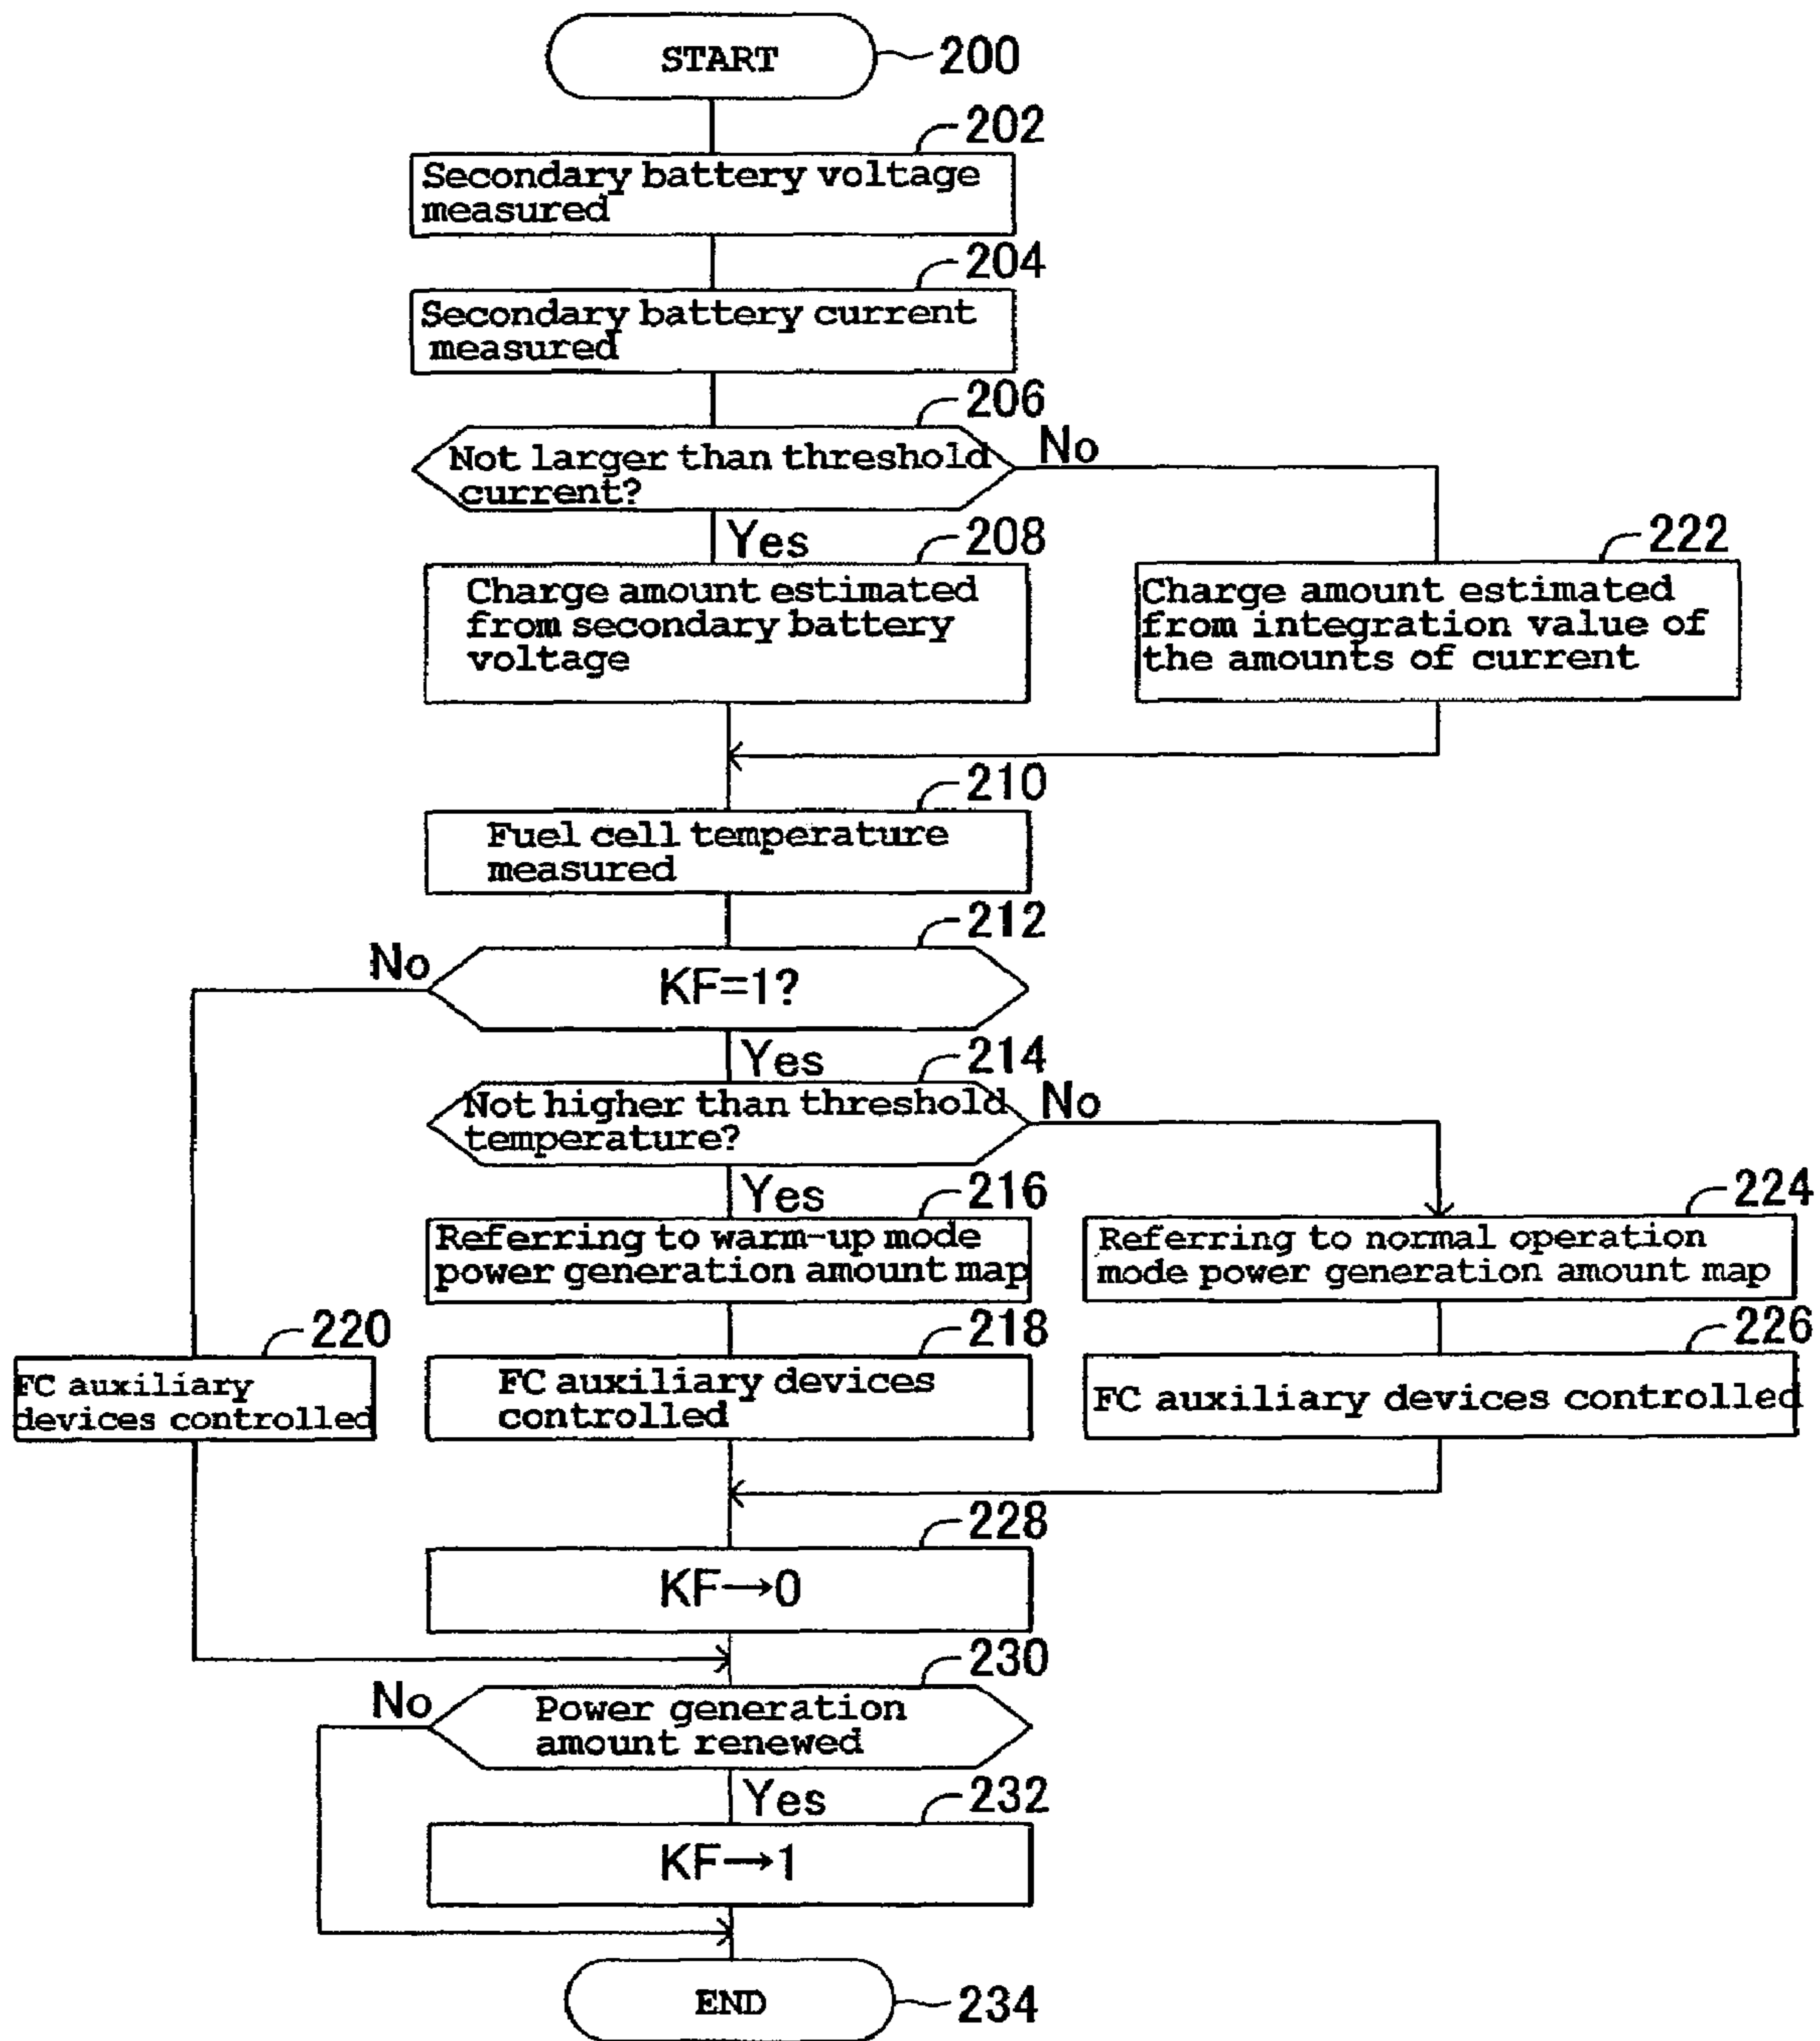 START
200
202
Secondary battery voltage
measured
204
Secondary battery current
measured
206
Not larger than threshold
current?
No
Yes
208
Charge amount estimated
from secondary battery
voltage
222
Charge amount estimated
from integration value of
the amounts of current
210
Fuel cell temperature
measured
212
No
KF=1?
Yes
214
Not higher than threshold
temperature?
No
Yes
216
Referring to warm-up mode
power generation amount map
224
Referring to normal operation
mode power generation amount map
220
FC auxiliary
devices controlled
218
FC auxiliary devices
controlled
226
FC auxiliary devices controlled
228
KF→0
230
No
Power generation
amount renewed
Yes
232
KF→1
END
234